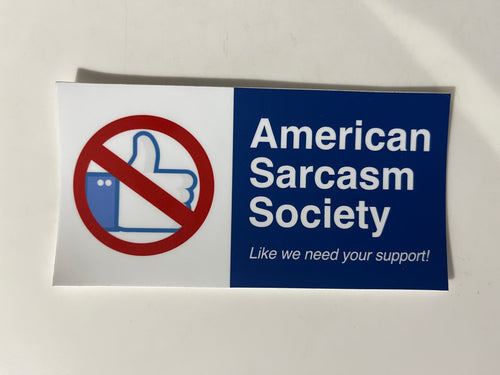 American
Sarcasm
Society
Like we need your support!